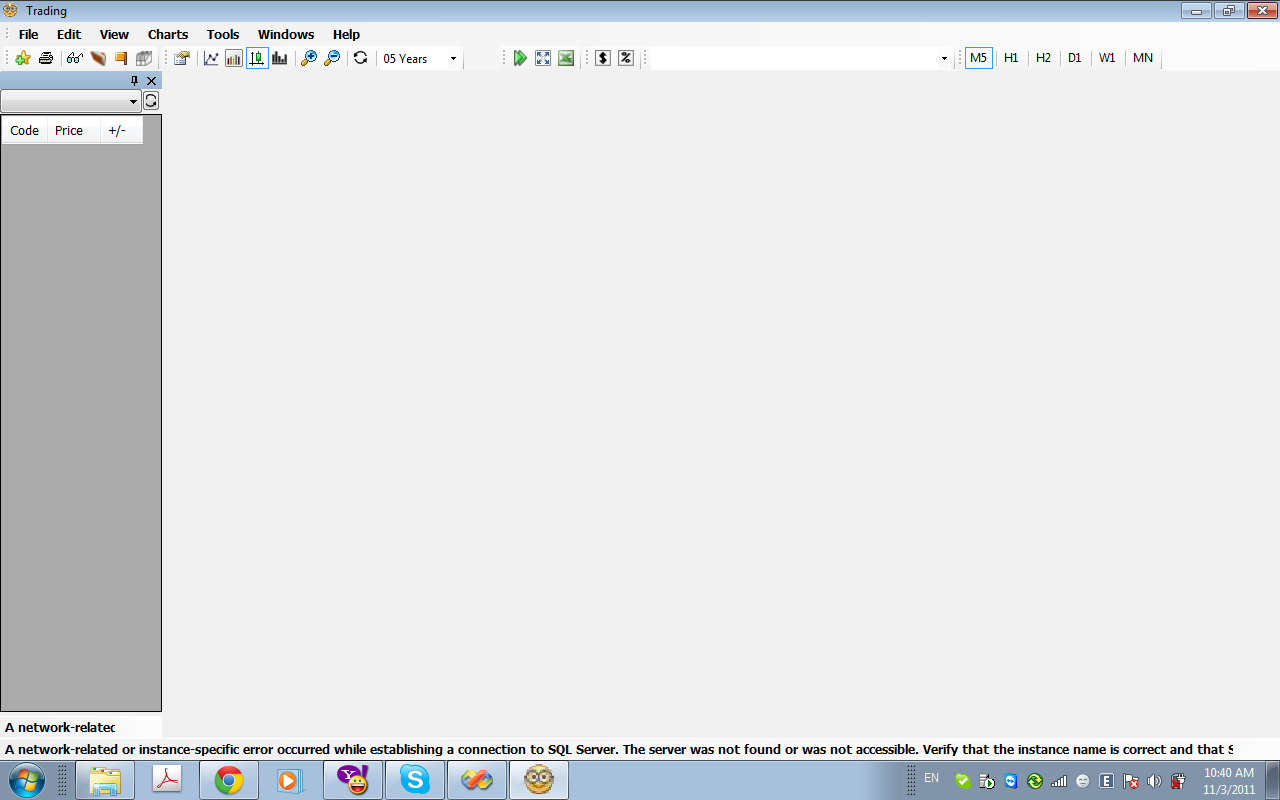 Trading
File Edit View Charts Tools Windows Help
05 Years M5 H1 H2 D1 W1 MN
Code Price +/-
A network-related
A network-related or instance-specific error occurred while establishing a connection to SQL Server. The server was not found or was not accessible. Verify that the instance name is correct and that S
EN 10:40 AM
11/3/2011